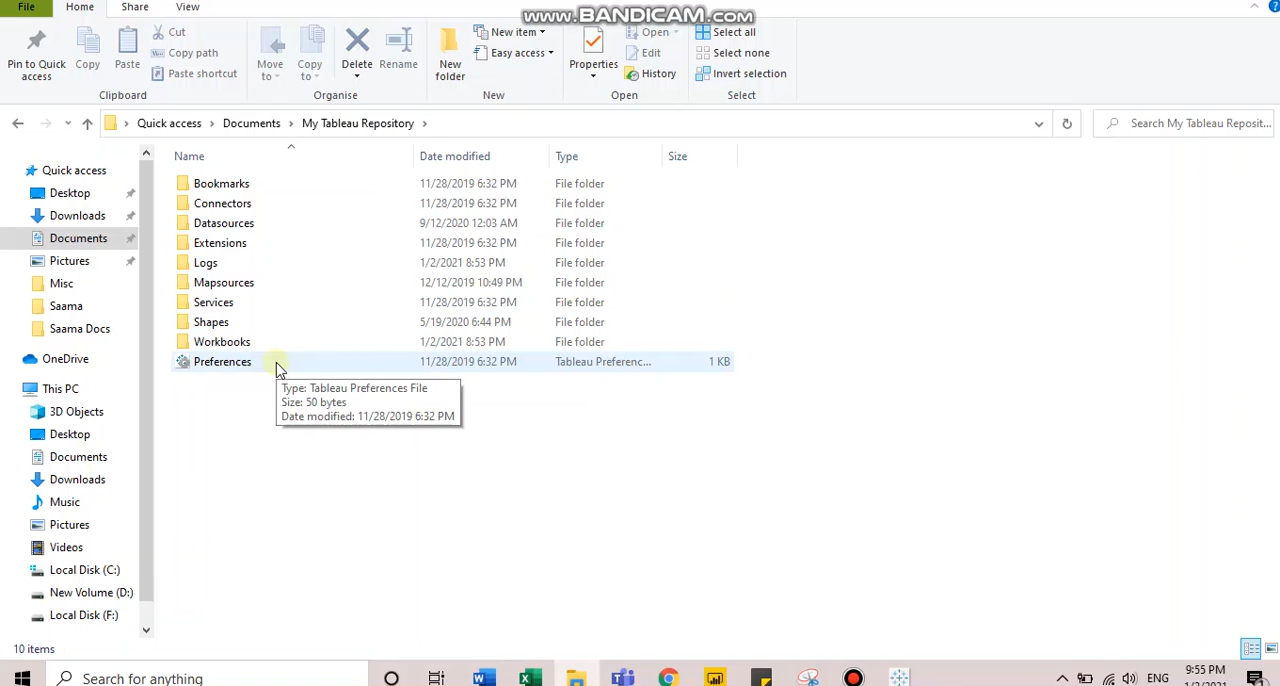 www.BANDICAM.com
File Home Share View
Pin to Quick access
Copy
Paste
Cut
Copy path
Paste shortcut
Clipboard
Move to
Copy to
Delete
Rename
Organise
New folder
New item
Easy access
New
Properties
Open
Edit
History
Open
Select all
Select none
Invert selection
Select
Quick access > Documents > My Tableau Repository >
Search My Tableau Reposit...
Name Date modified Type Size
Bookmarks 11/28/2019 6:32 PM File folder
Connectors 11/28/2019 6:32 PM File folder
Datasources 9/12/2020 12:03 AM File folder
Extensions 11/28/2019 6:32 PM File folder
Logs 1/2/2021 8:53 PM File folder
Mapsources 12/12/2019 10:49 PM File folder
Services 11/28/2019 6:32 PM File folder
Shapes 5/19/2020 6:44 PM File folder
Workbooks 1/2/2021 8:53 PM File folder
Preferences 11/28/2019 6:32 PM Tableau Preferenc... 1 KB
Type: Tableau Preferences File
Size: 50 bytes
Date modified: 11/28/2019 6:32 PM
Quick access
Desktop
Downloads
Documents
Pictures
Misc
Saama
Saama Docs
OneDrive
This PC
3D Objects
Desktop
Documents
Downloads
Music
Pictures
Videos
Local Disk (C:)
New Volume (D:)
Local Disk (F:)
10 items
Search for anything
ENG
9:55 PM